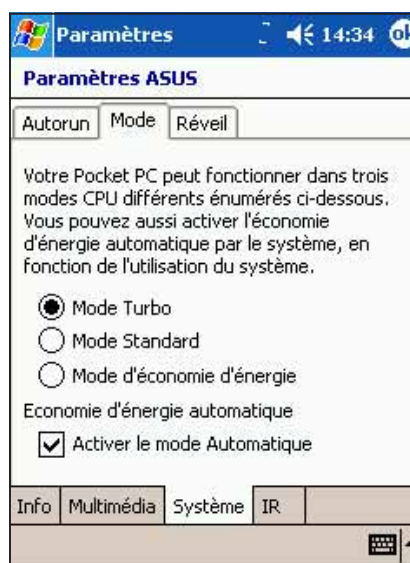 Paramètres 14:34 ok
Paramètres ASUS
Autorun Mode Réveil
Votre Pocket PC peut fonctionner dans trois
modes CPU différents énumérés ci-dessous.
Vous pouvez aussi activer l'économie
d'énergie automatique par le système, en
fonction de l'utilisation du système.
Mode Turbo
Mode Standard
Mode d'économie d'énergie
Economie d'énergie automatique
Activer le mode Automatique
Info Multimédia Système IR